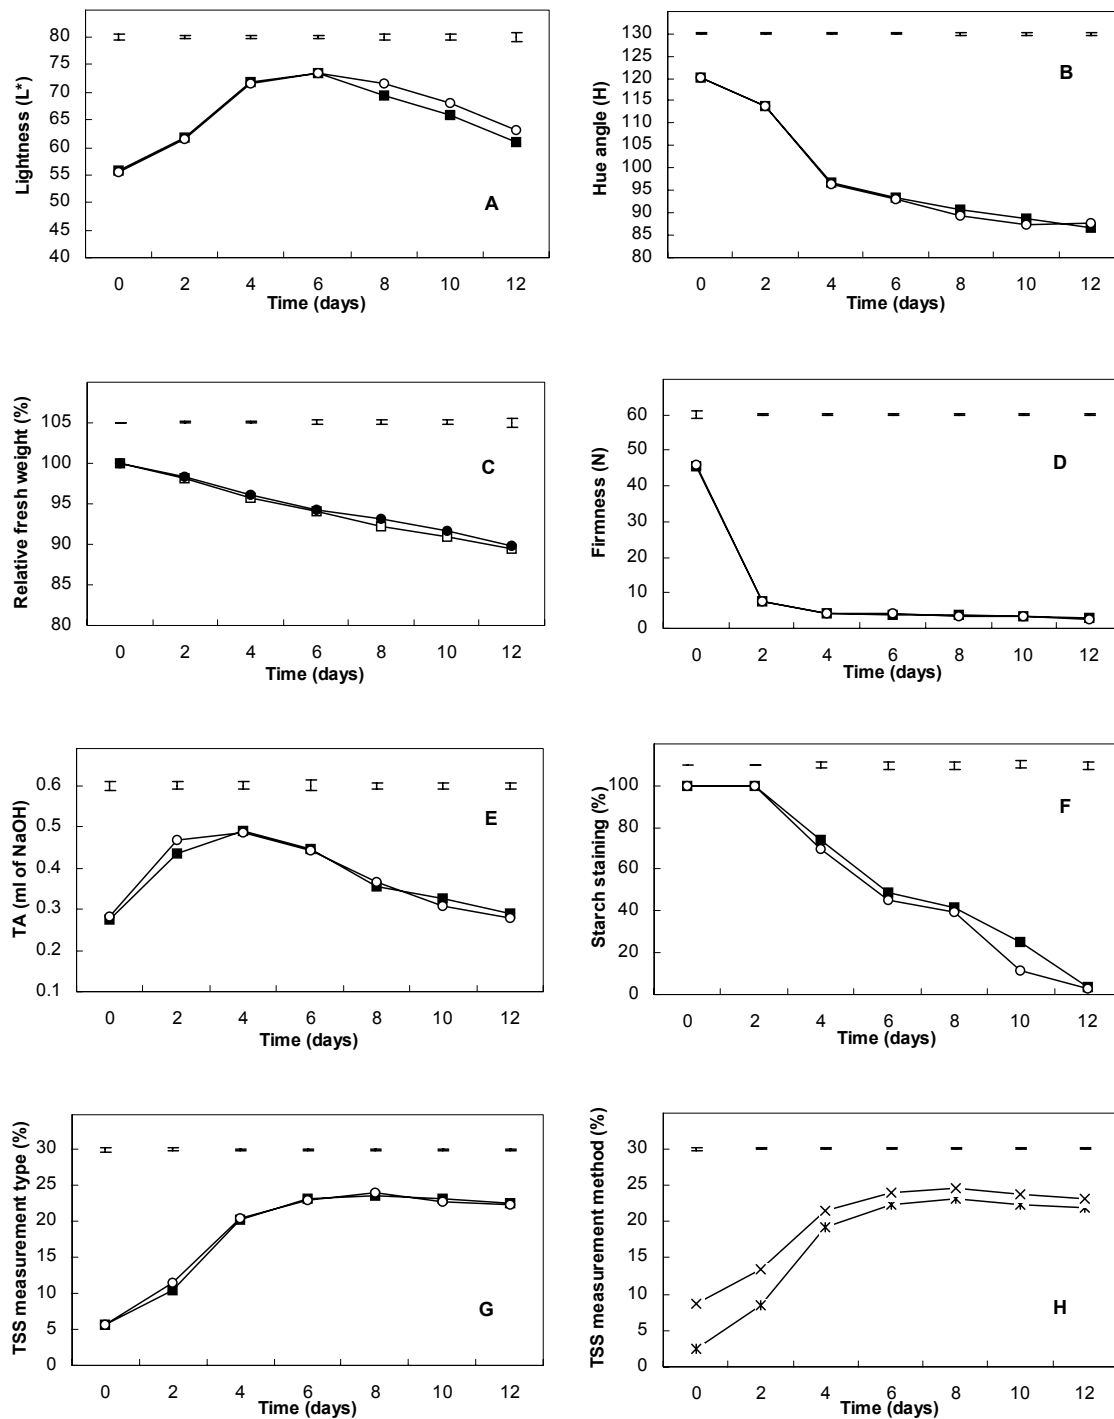 Lightness (L*)
80
75
70
65
60
55
50
45
40
A
0 2 4 6 8 10 12
Time (days)
Hue angle (H)
130
125
120
115
110
105
100
95
90
85
80
B
0 2 4 6 8 10 12
Time (days)
Relative fresh weight (%)
105
100
95
90
85
80
C
0 2 4 6 8 10 12
Time (days)
Firmness (N)
60
50
40
30
20
10
0
D
0 2 4 6 8 10 12
Time (days)
TA (ml of NaOH)
0.6
0.5
0.4
0.3
0.2
0.1
E
0 2 4 6 8 10 12
Time (days)
Starch staining (%)
100
80
60
40
20
0
F
0 2 4 6 8 10 12
Time (days)
TSS measurement type (%)
30
25
20
15
10
5
0
G
0 2 4 6 8 10 12
Time (days)
TSS measurement method (%)
30
25
20
15
10
5
0
H
0 2 4 6 8 10 12
Time (days)